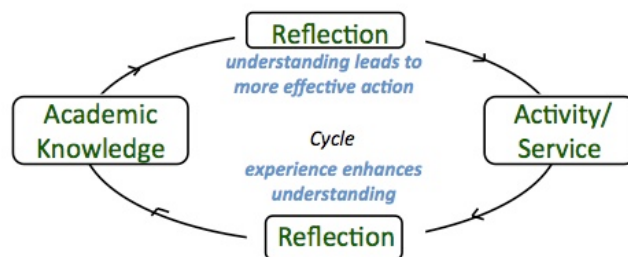 Reflection
understanding leads to
more effective action
Academic
Knowledge
Activity/
Service
Cycle
experience enhances
understanding
Reflection